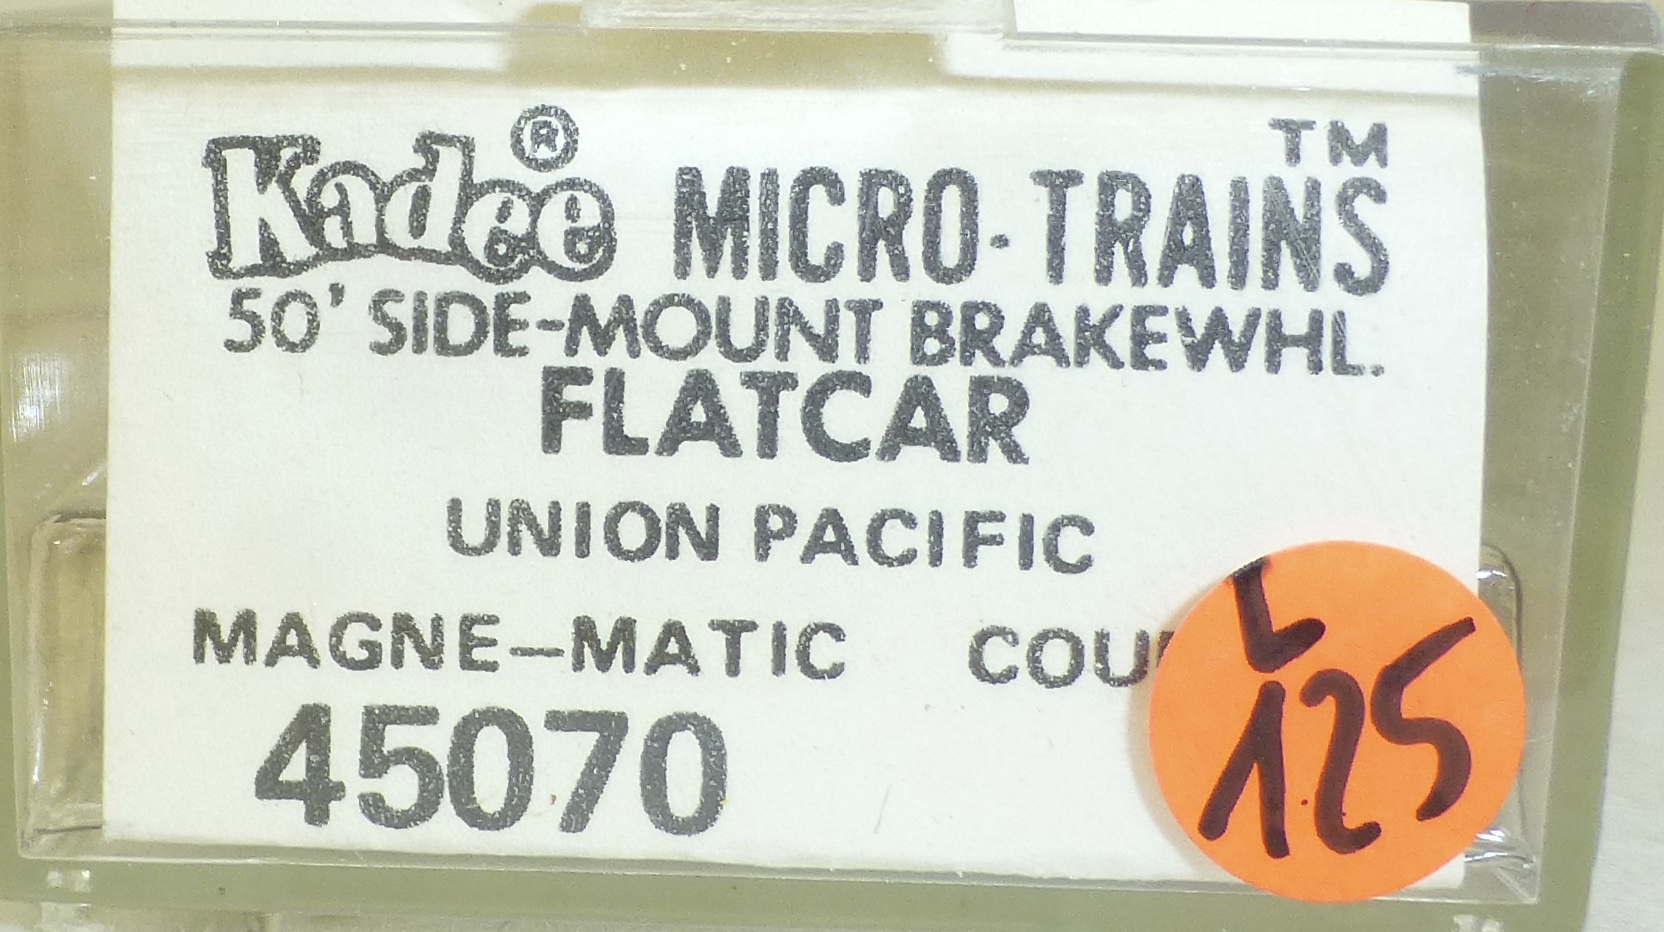 Kadee® MICRO-TRAINS™
50' SIDE-MOUNT BRAKEWHL.
FLATCAR
UNION PACIFIC
MAGNE-MATIC
45070
L
125